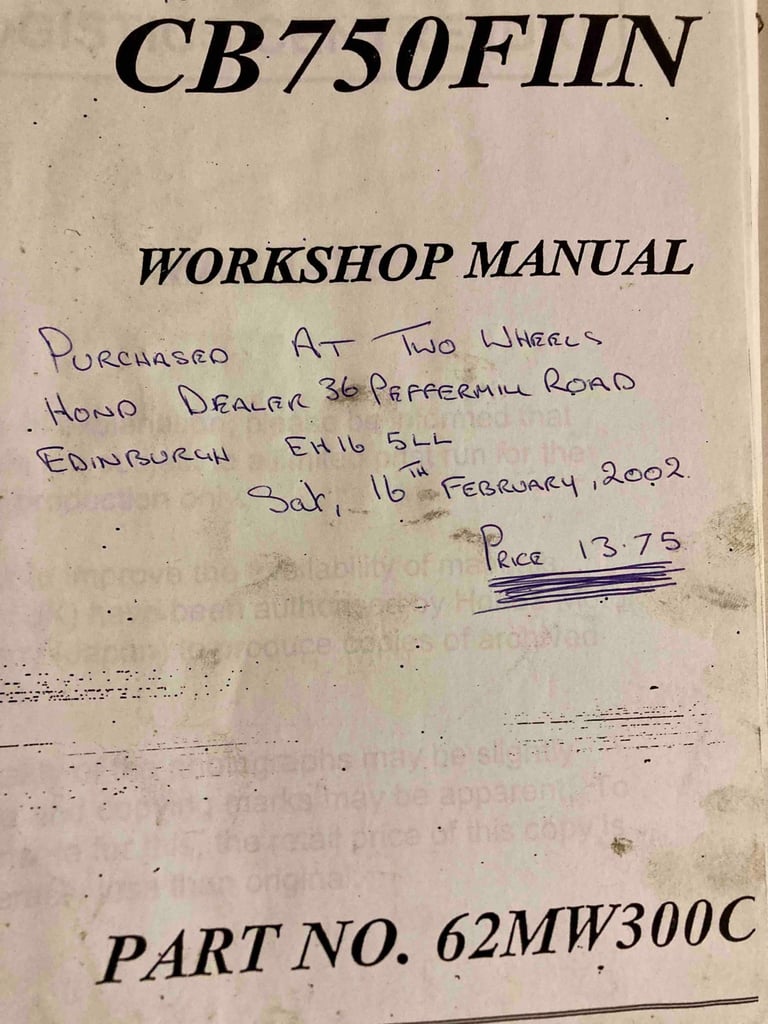 CB750FIIN
WORKSHOP MANUAL
PURCHASED AT TWO WHEELS
HOND DEALER 36 PEFFERMILL ROAD
EDINBURGH EH16 5LL
Sat, 16TH FEBRUARY, 2002.
PRICE 13.75
PART NO. 62MW300C